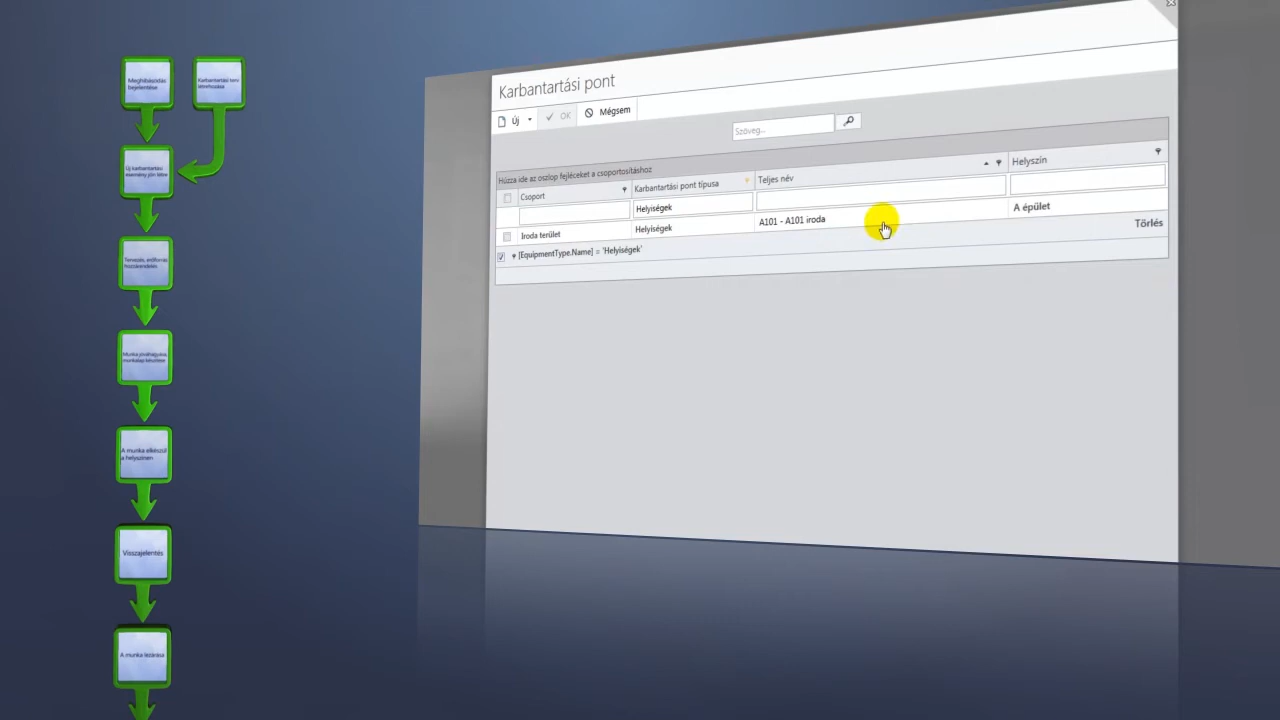 Meghibásodás
bejelentése
Karbantartási terv
létrehozása
Új karbantartási
esemény jön létre
Tervezés, erőforrás
hozzárendelés
Munka jóváhagyása,
munkalap készítése
A munka elkészül
a helyszínen
Visszajelentés
A munka lezárása
Karbantartási pont
Új
OK
Mégsem
Szöveg...
Húzza ide az oszlop fejléceket a csoportosításhoz
Csoport
Karbantartási pont típusa
Teljes név
Helyszín
Helyiségek
Iroda terület
Helyiségek
A101 - A101 iroda
A épület
[EquipmentType.Name] = 'Helyiségek'
Törlés